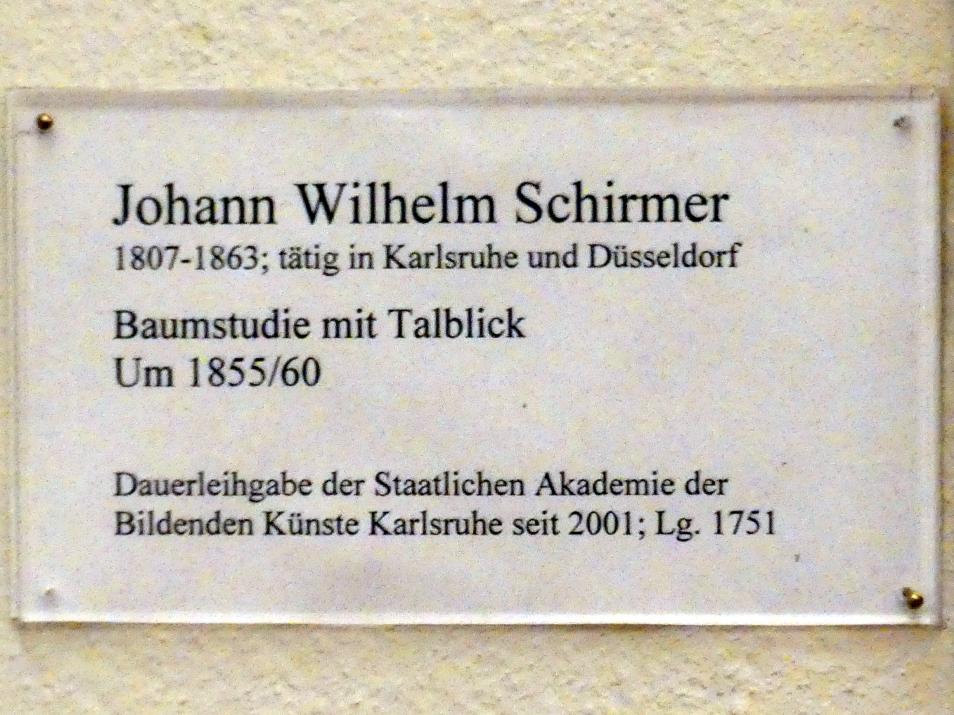 Johann Wilhelm Schirmer
1807-1863; tätig in Karlsruhe und Düsseldorf
Baumstudie mit Talblick
Um 1855/60
Dauerleihgabe der Staatlichen Akademie der
Bildenden Künste Karlsruhe seit 2001; Lg. 1751